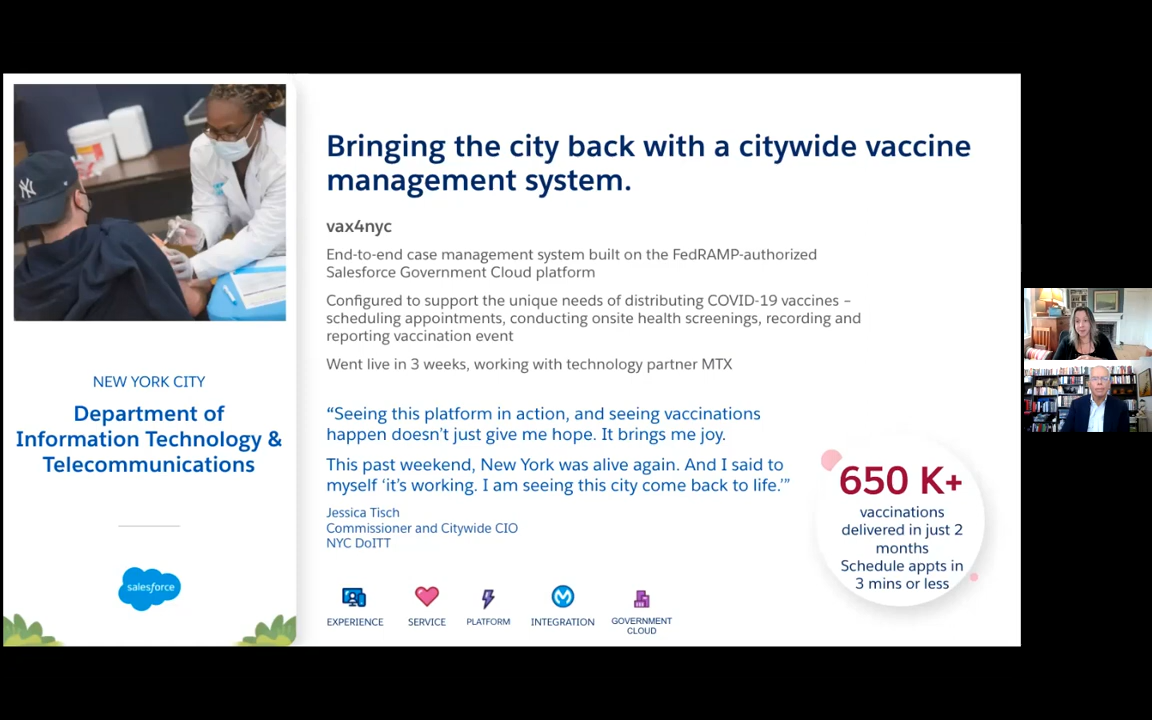 NEW YORK CITY
Department of
Information Technology &
Telecommunications
salesforce
Bringing the city back with a citywide vaccine
management system.
vax4nyc
End-to-end case management system built on the FedRAMP-authorized
Salesforce Government Cloud platform
Configured to support the unique needs of distributing COVID-19 vaccines –
scheduling appointments, conducting onsite health screenings, recording and
reporting vaccination event
Went live in 3 weeks, working with technology partner MTX
“Seeing this platform in action, and seeing vaccinations
happen doesn’t just give me hope. It brings me joy.
This past weekend, New York was alive again. And I said to
myself ‘it’s working. I am seeing this city come back to life.’”
Jessica Tisch
Commissioner and Citywide CIO
NYC DoITT
650 K+
vaccinations
delivered in just 2
months
Schedule appts in
3 mins or less
EXPERIENCE
SERVICE
PLATFORM
INTEGRATION
GOVERNMENT
CLOUD